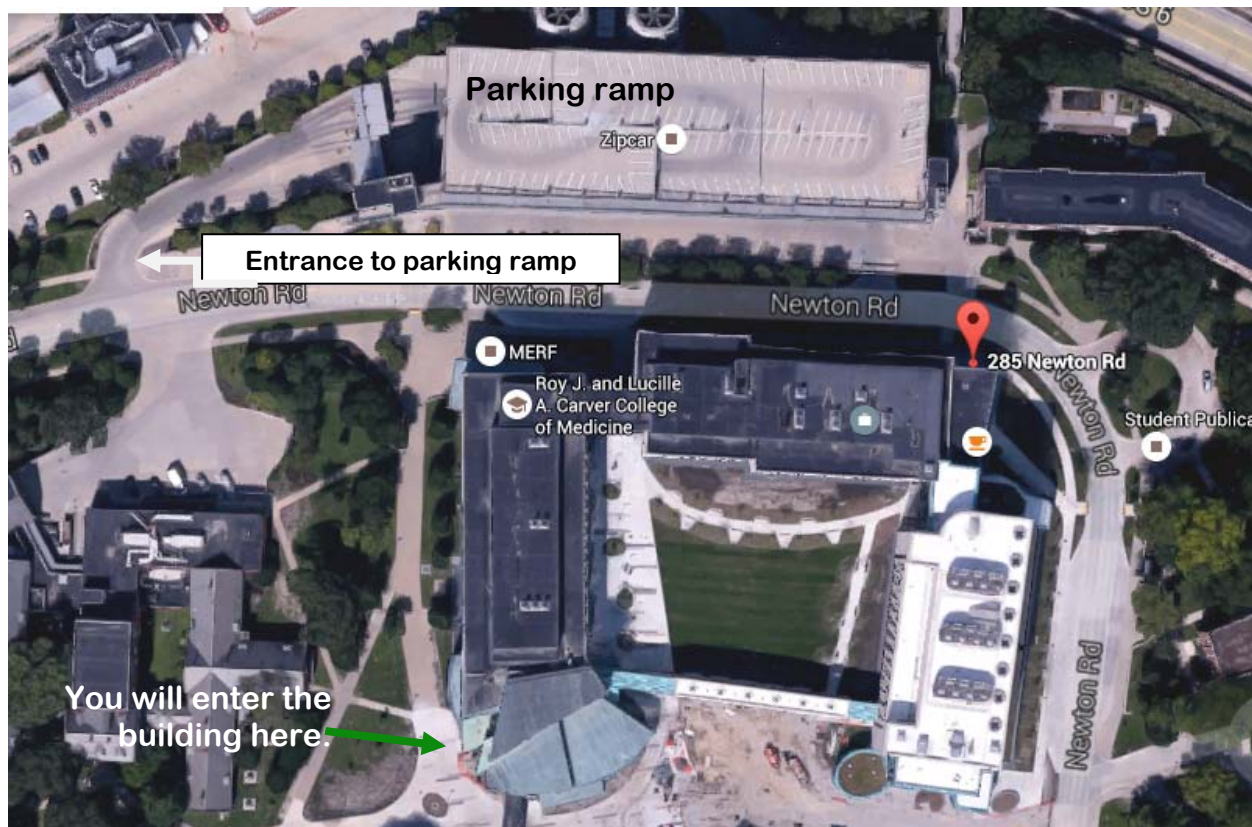 6
Parking ramp
Zipcar
Entrance to parking ramp
Newton Rd
Newton Rd
Newton Rd
MERF
285 Newton Rd
Roy J. and Lucille
A. Carver College
of Medicine
Newton Rd
Student Publica
You will enter the
building here.
Newton Rd